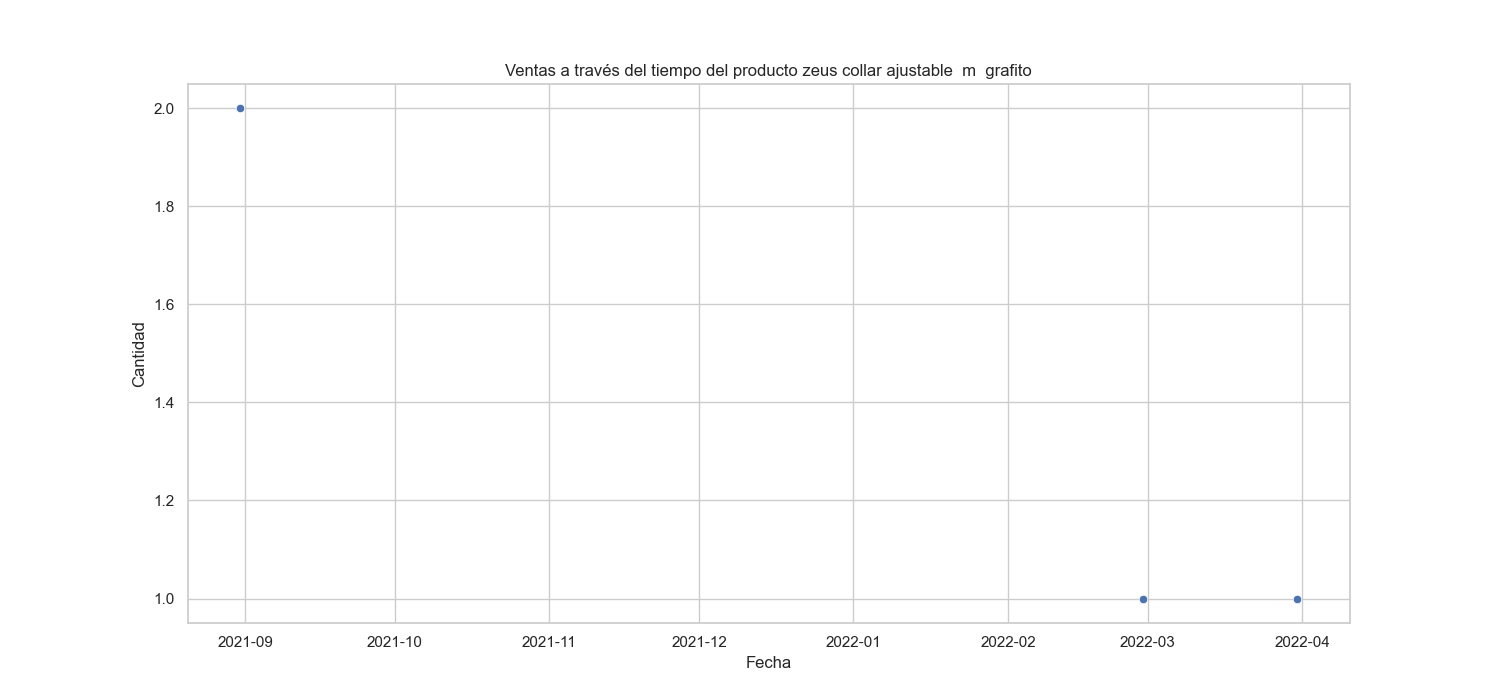 Ventas a través del tiempo del producto zeus collar ajustable  m  grafito
2.0
1.8
1.6
1.4
1.2
1.0
Cantidad
2021-09 2021-10 2021-11 2021-12 2022-01 2022-02 2022-03 2022-04
Fecha